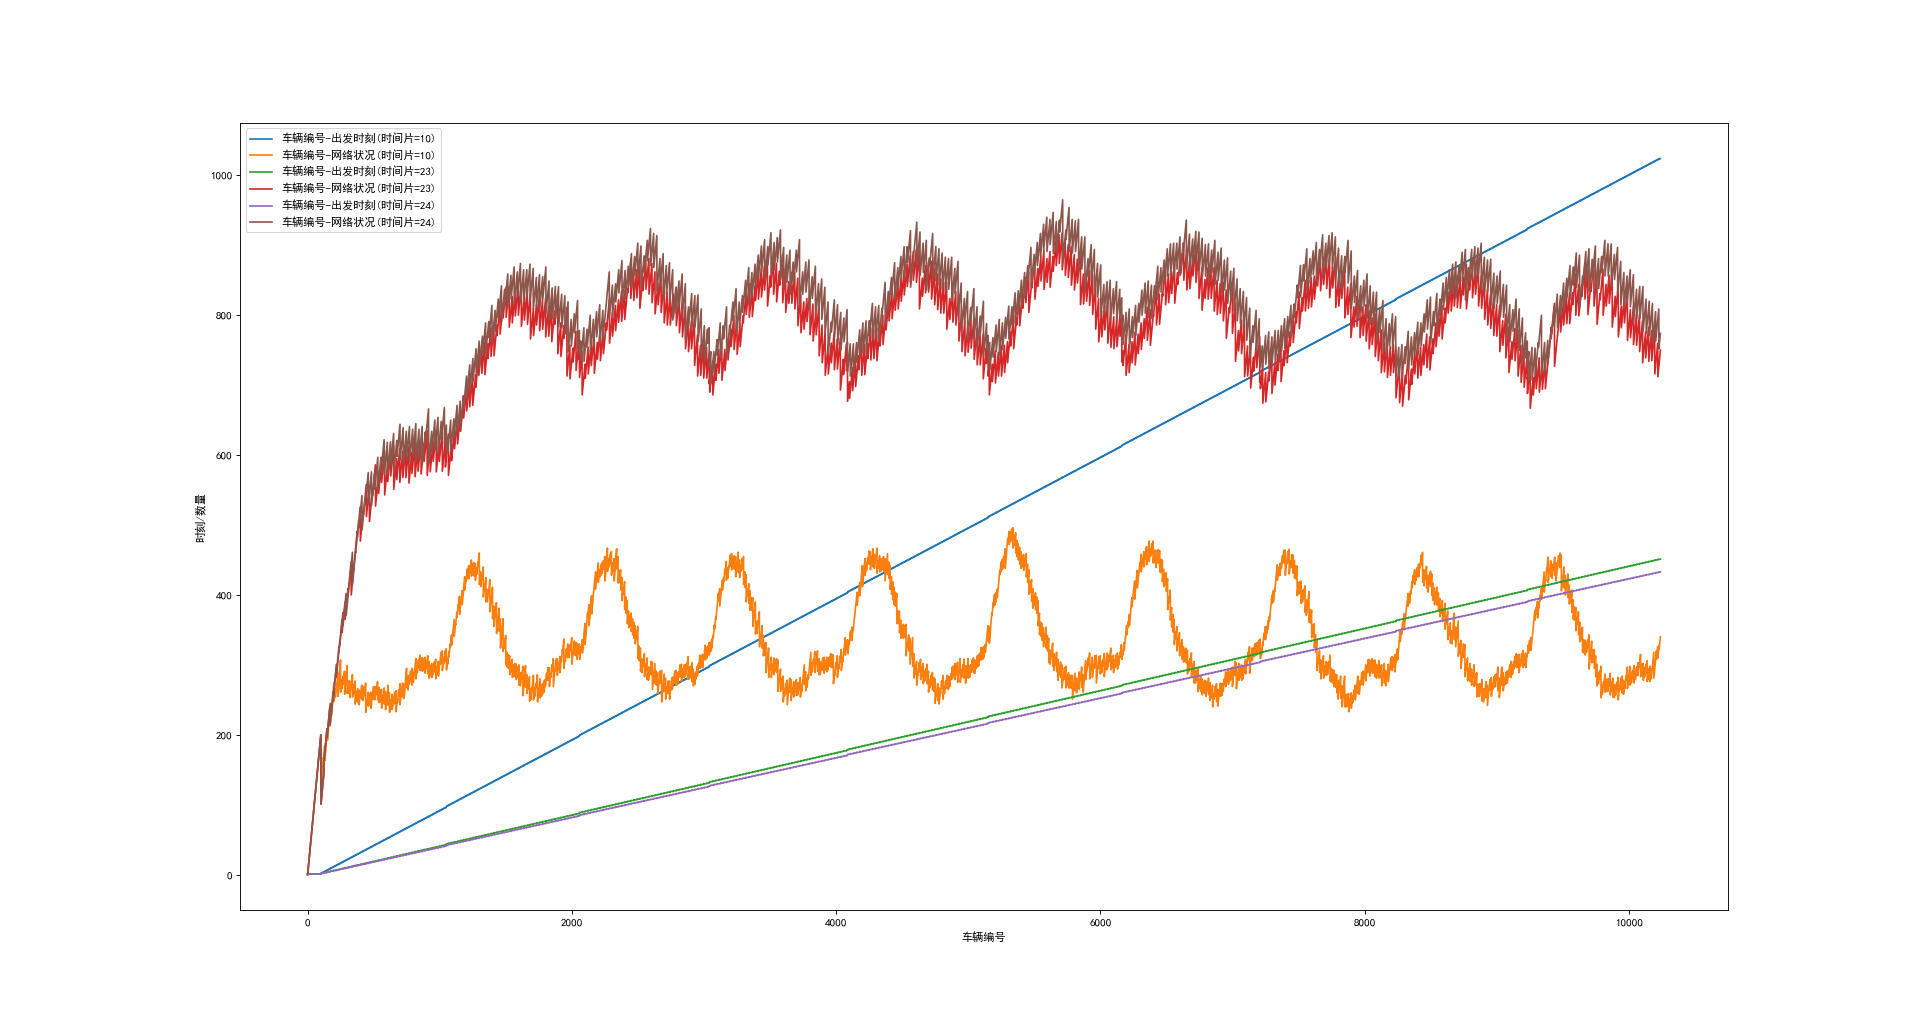 车辆编号-出发时刻(时间片=10)
车辆编号-网络状况(时间片=10)
车辆编号-出发时刻(时间片=23)
车辆编号-网络状况(时间片=23)
车辆编号-出发时刻(时间片=24)
车辆编号-网络状况(时间片=24)
1000
800
600
400
200
0
时刻/数量
0 2000 4000 6000 8000 10000
车辆编号